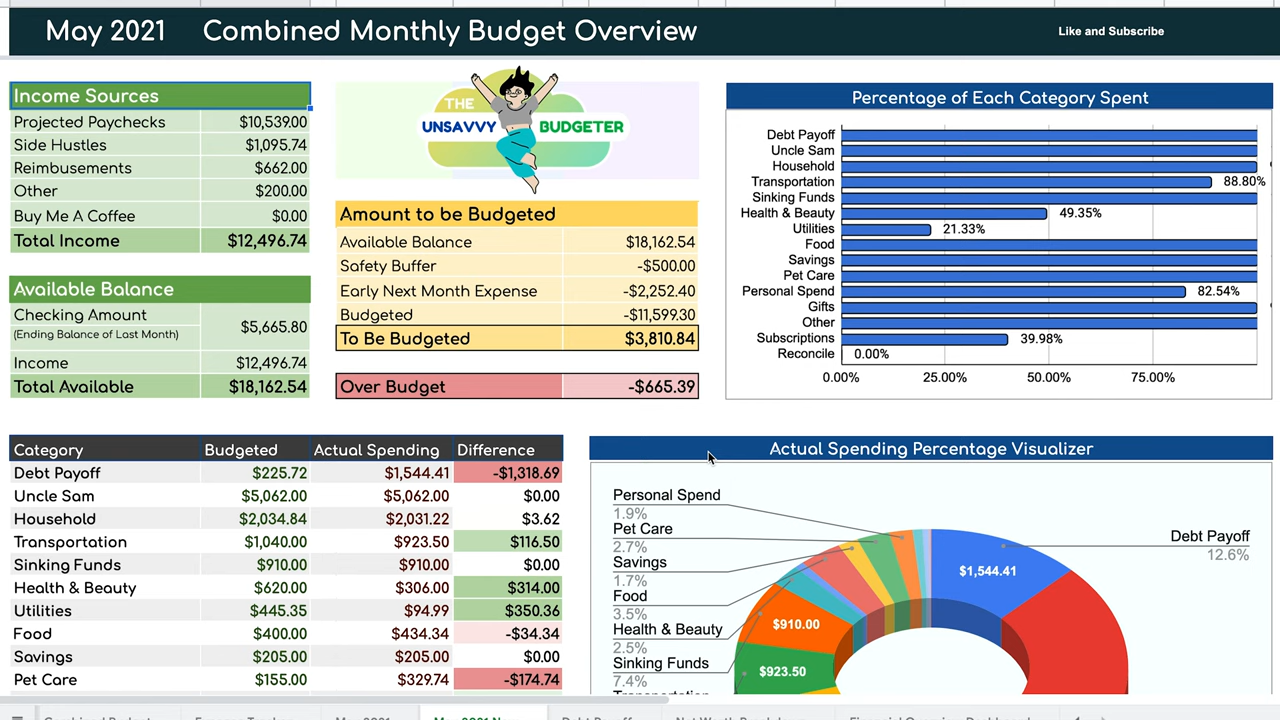 May 2021 Combined Monthly Budget Overview
Like and Subscribe
Income Sources
Projected Paychecks $10,539.00
Side Hustles $1,095.74
Reimbursements $662.00
Other $200.00
Buy Me A Coffee $0.00
Total Income $12,496.74
Available Balance
Checking Amount
(Ending Balance of Last Month) $5,665.80
Income $12,496.74
Total Available $18,162.54
THE
UNSAVVY BUDGETER
Amount to be Budgeted
Available Balance $18,162.54
Safety Buffer -$500.00
Early Next Month Expense -$2,252.40
Budgeted -$11,599.30
To Be Budgeted $3,810.84
Over Budget -$665.39
Percentage of Each Category Spent
Debt Payoff
Uncle Sam
Household
Transportation 88.80%
Sinking Funds
Health & Beauty 49.35%
Utilities 21.33%
Food
Savings
Pet Care
Personal Spend 82.54%
Gifts
Other
Subscriptions 39.98%
Reconcile 0.00%
0.00% 25.00% 50.00% 75.00%
Category Budgeted Actual Spending Difference
Debt Payoff $225.72 $1,544.41 -$1,318.69
Uncle Sam $5,062.00 $5,062.00 $0.00
Household $2,034.84 $2,031.22 $3.62
Transportation $1,040.00 $923.50 $116.50
Sinking Funds $910.00 $910.00 $0.00
Health & Beauty $620.00 $306.00 $314.00
Utilities $445.35 $94.99 $350.36
Food $400.00 $434.34 -$34.34
Savings $205.00 $205.00 $0.00
Pet Care $155.00 $329.74 -$174.74
Actual Spending Percentage Visualizer
Personal Spend
1.9%
Pet Care
2.7%
Savings
1.7%
Food
3.5%
Health & Beauty
2.5%
Sinking Funds
7.4%
Debt Payoff
12.6%
$1,544.41
$910.00
$923.50